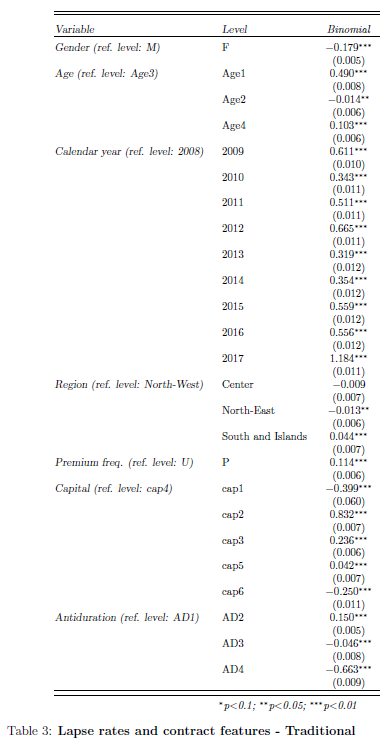 Variable Level Binomial
Gender (ref. level: M) F −0.179***
(0.005)
Age (ref. level: Age3) Age1 0.490***
(0.008)
Age2 −0.014**
(0.006)
Age4 0.103***
(0.006)
Calendar year (ref. level: 2008) 2009 0.611***
(0.010)
2010 0.343***
(0.011)
2011 0.511***
(0.011)
2012 0.665***
(0.011)
2013 0.319***
(0.012)
2014 0.354***
(0.012)
2015 0.559***
(0.012)
2016 0.556***
(0.012)
2017 1.184***
(0.011)
Region (ref. level: North-West) Center −0.009
(0.007)
North-East −0.013**
(0.006)
South and Islands 0.044***
(0.007)
Premium freq. (ref. level: U) P 0.114***
(0.006)
Capital (ref. level: cap4) cap1 −0.399***
(0.060)
cap2 0.832***
(0.007)
cap3 0.236***
(0.006)
cap5 0.042***
(0.007)
cap6 −0.250***
(0.011)
Antiduration (ref. level: AD1) AD2 0.150***
(0.005)
AD3 −0.046***
(0.008)
AD4 −0.663***
(0.009)
*p<0.1; **p<0.05; ***p<0.01
Table 3: Lapse rates and contract features - Traditional